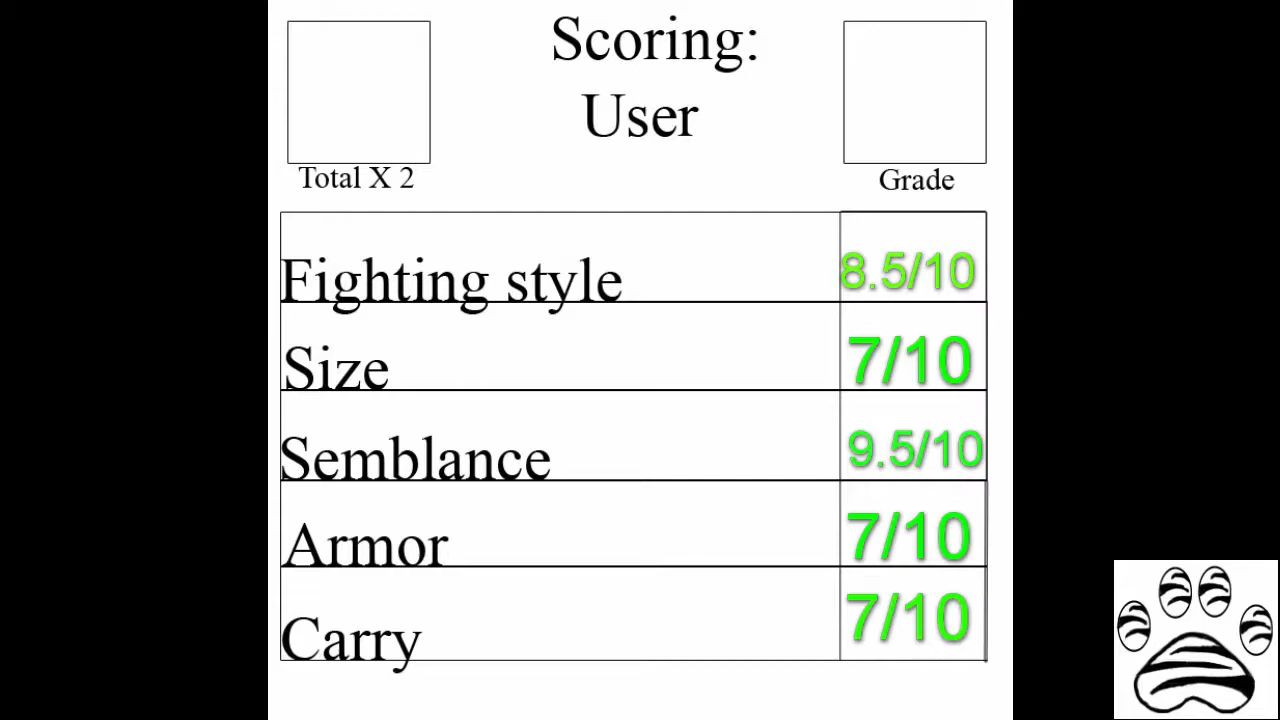 Scoring:
User
Total X 2
Grade
Fighting style 8.5/10
Size 7/10
Semblance 9.5/10
Armor 7/10
Carry 7/10